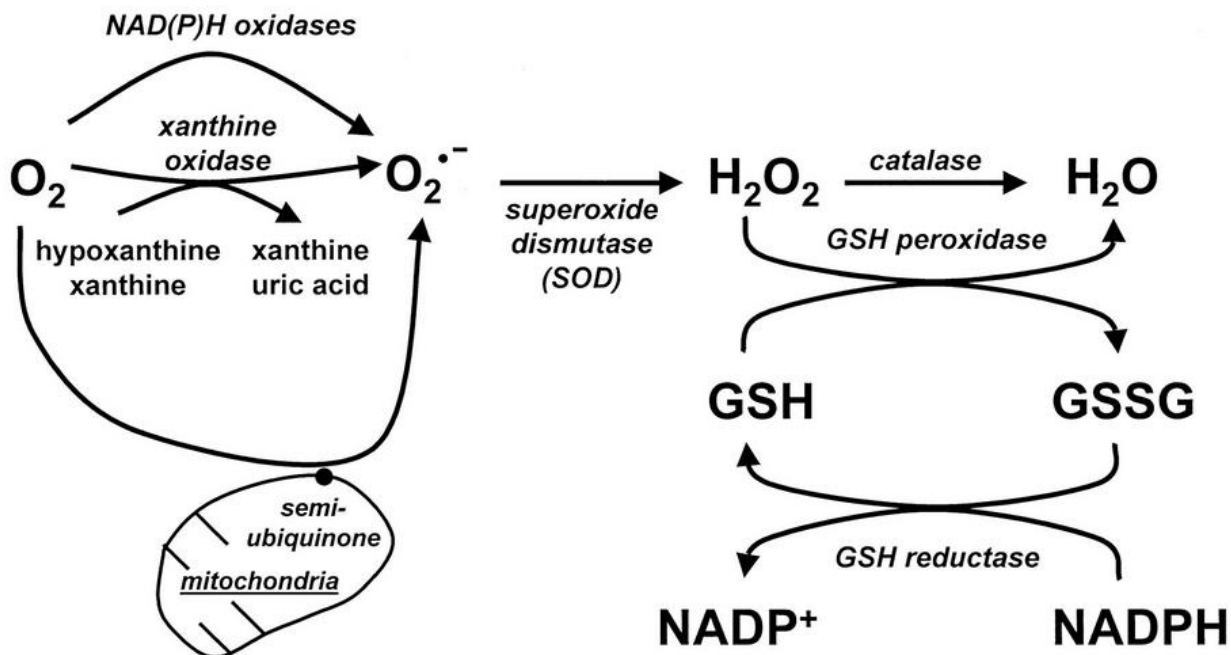 NAD(P)H oxidases
xanthine
oxidase
O₂
O₂•−
hypoxanthine
xanthine
xanthine
uric acid
superoxide
dismutase
(SOD)
H₂O₂
catalase
H₂O
GSH peroxidase
GSH
GSSG
semi-
ubiquinone
mitochondria
GSH reductase
NADP⁺
NADPH